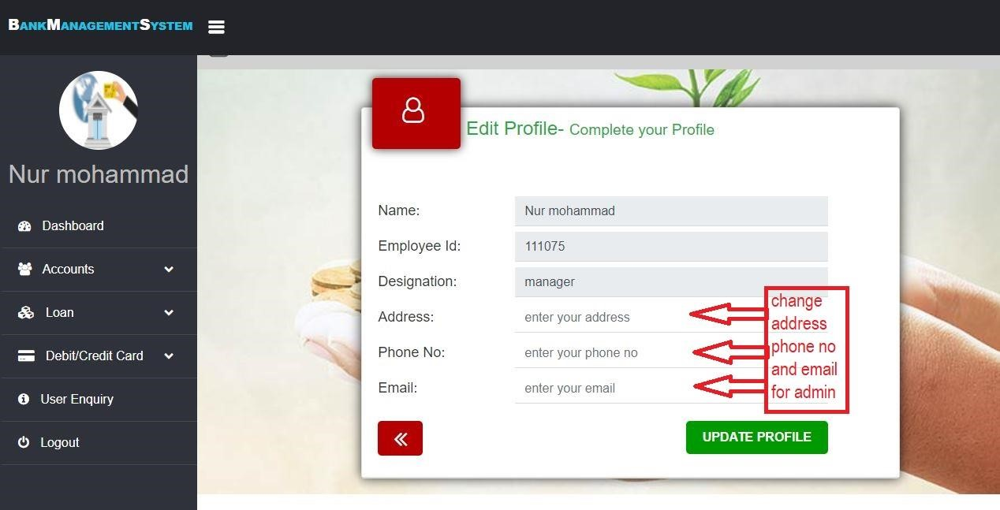 BankManagementSystem
Nur mohammad
Dashboard
Accounts
Loan
Debit/Credit Card
User Enquiry
Logout
Edit Profile- Complete your Profile
Name: Nur mohammad
Employee Id: 111075
Designation: manager
Address: enter your address
Phone No: enter your phone no
Email: enter your email
change
address
phone no
and email
for admin
UPDATE PROFILE